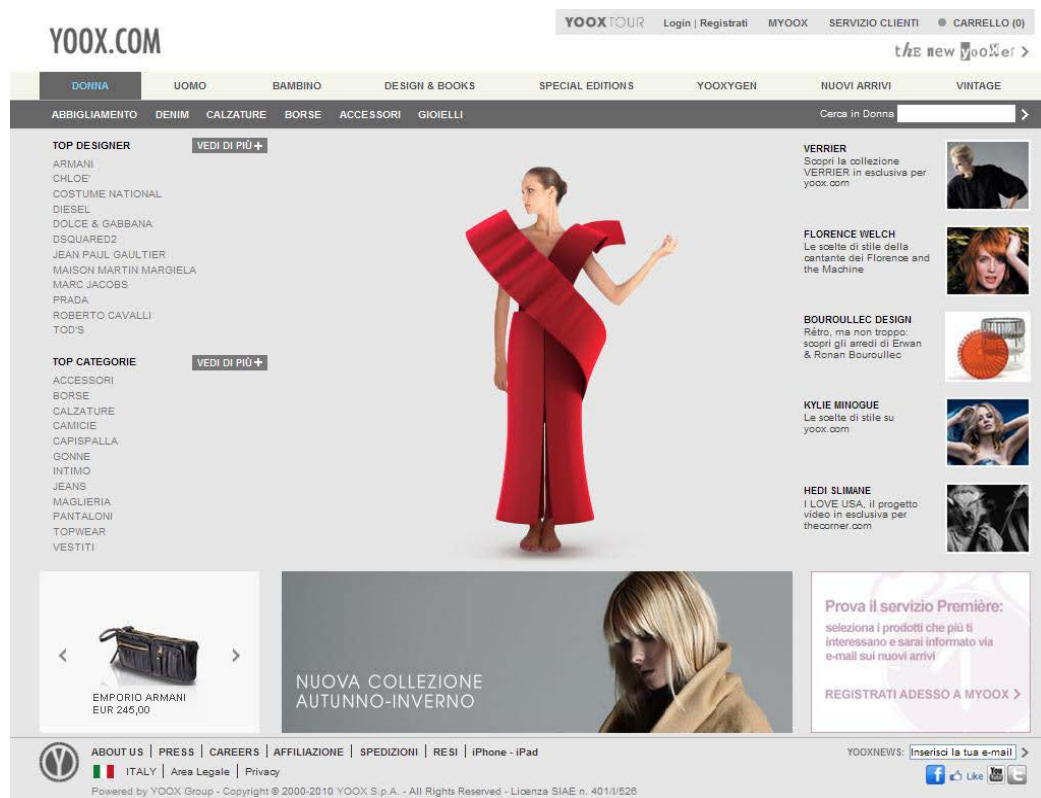 YOOX.COM
YOOXTOUR Login | Registrati MYOOX SERVIZIO CLIENTI CARRELLO (0)
thE new yooxer >
DONNA UOMO BAMBINO DESIGN & BOOKS SPECIAL EDITIONS YOOXYGEN NUOVI ARRIVI VINTAGE
ABBIGLIAMENTO DENIM CALZATURE BORSE ACCESSORI GIOIELLI Cerca in Donna >
TOP DESIGNER VEDI DI PIÙ +
ARMANI
CHLOE'
COSTUME NATIONAL
DIESEL
DOLCE & GABBANA
DSQUARED2
JEAN PAUL GAULTIER
MAISON MARTIN MARGIELA
MARC JACOBS
PRADA
ROBERTO CAVALLI
TOD'S
TOP CATEGORIE VEDI DI PIÙ +
ACCESSORI
BORSE
CALZATURE
CAMICIE
CAPISPALLA
GONNE
INTIMO
JEANS
MAGLIERIA
PANTALONI
TOPWEAR
VESTITI
VERRIER
Scopri la collezione
VERRIER in esclusiva per
yoox.com
FLORENCE WELCH
Le scelte di stile della
cantante dei Florence and
the Machine
BOUROULLEC DESIGN
Rétro, ma non troppo:
scopri gli arredi di Erwan
& Ronan Bouroullec
KYLIE MINOGUE
Le scelte di stile su
yoox.com
HEDI SLIMANE
I LOVE USA, il progetto
video in esclusiva per
thecorner.com
EMPORIO ARMANI
EUR 245,00
NUOVA COLLEZIONE
AUTUNNO-INVERNO
Prova il servizio Première:
seleziona i prodotti che più ti
interessano e sarai informato via
e-mail sui nuovi arrivi
REGISTRATI ADESSO A MYOOX >
ABOUT US | PRESS | CAREERS | AFFILIAZIONE | SPEDIZIONI | RESI | iPhone - iPad
YOOXNEWS: Inserisci la tua e-mail >
ITALY | Area Legale | Privacy
f Like You Tube t
Powered by YOOX Group - Copyright © 2000-2010 YOOX S.p.A. - All Rights Reserved - Licenza SIAE n. 401/I/526